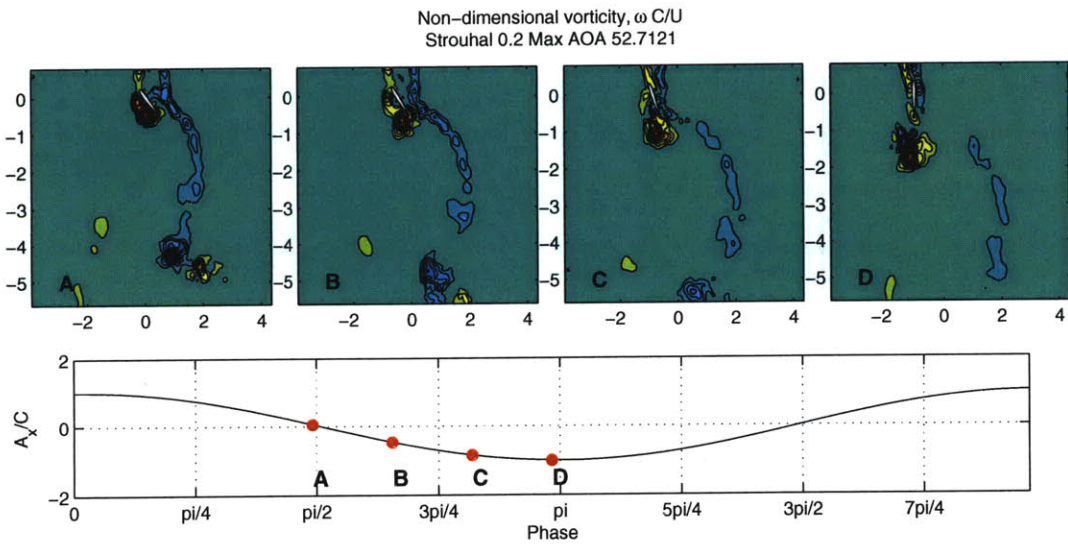 Non-dimensional vorticity, ω C/U
Strouhal 0.2 Max AOA 52.7121
0
-1
-2
-3
-4
-5
A
-2 0 2 4
0
-1
-2
-3
-4
-5
B
-2 0 2 4
0
-1
-2
-3
-4
-5
C
-2 0 2 4
0
-1
-2
-3
-4
-5
D
-2 0 2 4
2
0
-2
A_x/C
A B C D
0 pi/4 pi/2 3pi/4 pi 5pi/4 3pi/2 7pi/4
Phase